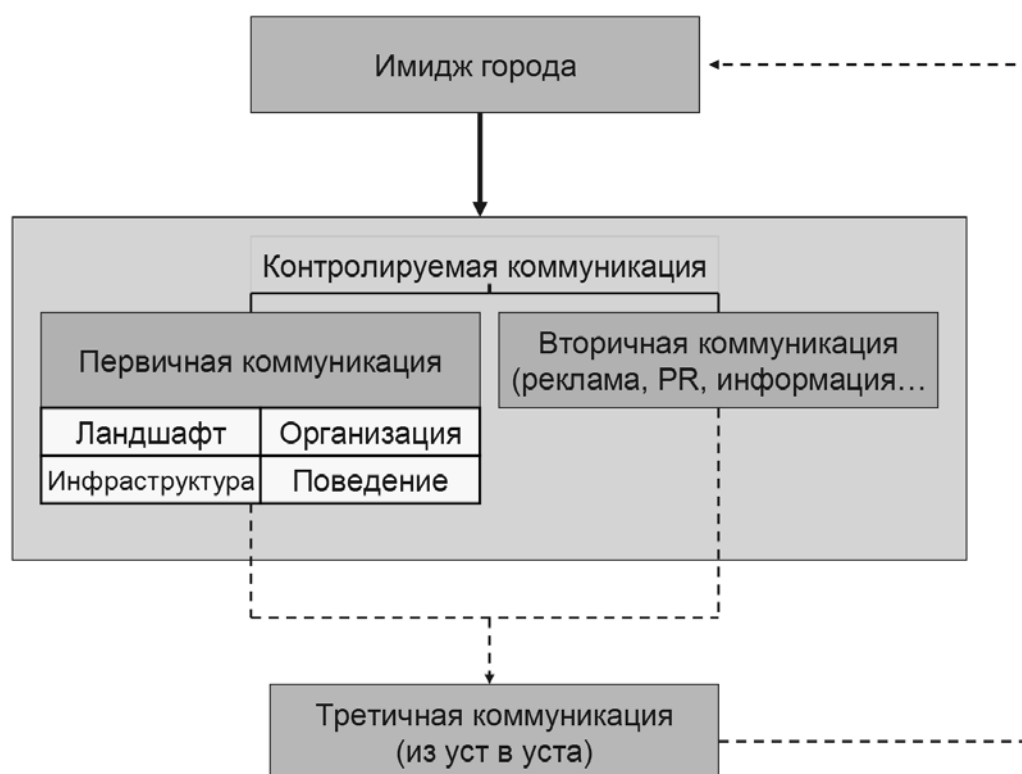 Имидж города
Контролируемая коммуникация
Первичная коммуникация
Вторичная коммуникация
(реклама, PR, информация…
Ландшафт
Организация
Инфраструктура
Поведение
Третичная коммуникация
(из уст в уста)